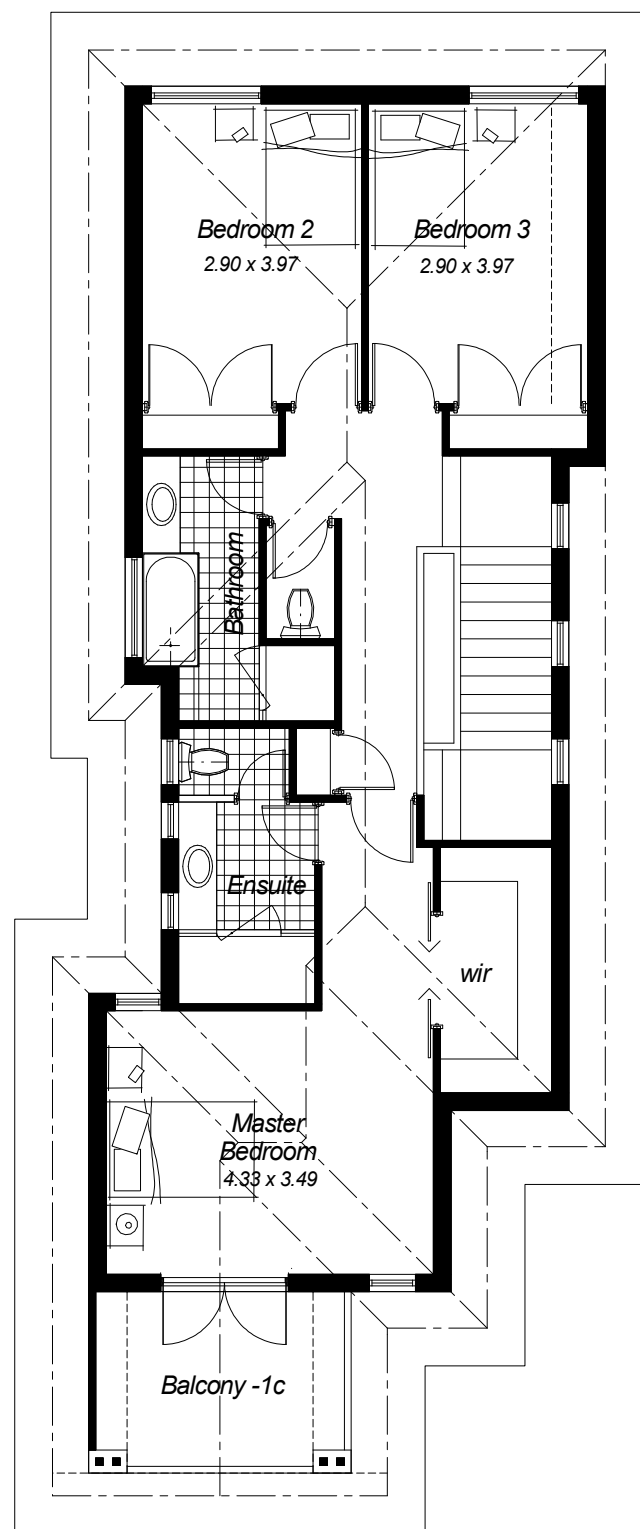 Bedroom 2
2.90 x 3.97
Bedroom 3
2.90 x 3.97
Bathroom
Ensuite
wir
Master
Bedroom
4.33 x 3.49
Balcony -1c